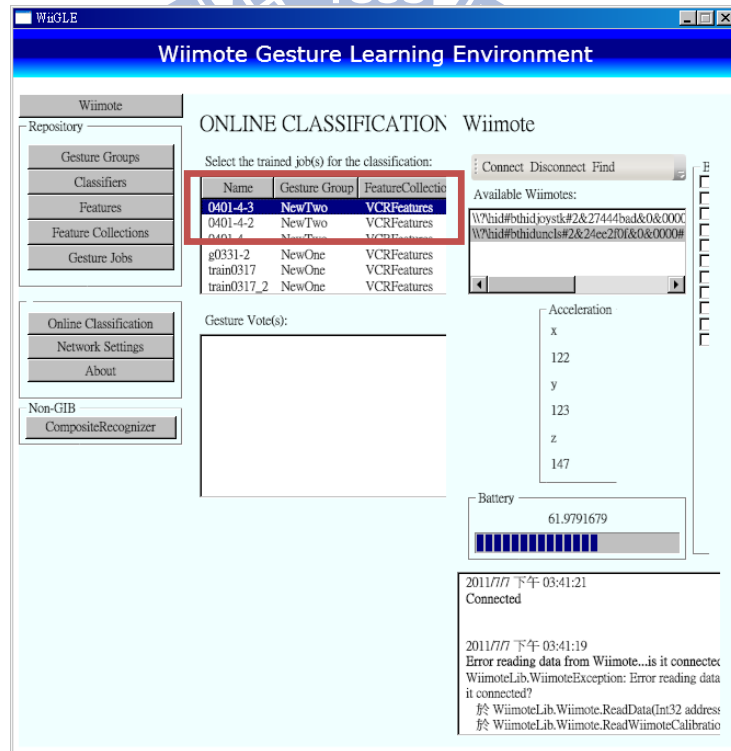 WiiGLE
Wiimote Gesture Learning Environment
Wiimote
Repository
Gesture Groups
Classifiers
Features
Feature Collections
Gesture Jobs
Online Classification
Network Settings
About
Non-GIB
CompositeRecognizer
ONLINE CLASSIFICATION
Select the trained job(s) for the classification:
Name Gesture Group FeatureCollectio
0401-4-3 NewTwo VCRFeatures
0401-4-2 NewTwo VCRFeatures
0401-4 NewTwo VCRFeatures
g0331-2 NewOne VCRFeatures
train0317 NewOne VCRFeatures
train0317_2 NewOne VCRFeatures
Gesture Vote(s):
Wiimote
Connect Disconnect Find
Available Wiimotes:
\\?\hid#bthidjoystk#2&27444bad&0&0000
\\?\hid#bthiduncls#2&24ee2f0f&0&0000#
Acceleration
x
122
y
123
z
147
Battery
61.9791679
2011/7/7 下午 03:41:21
Connected
2011/7/7 下午 03:41:19
Error reading data from Wiimote...is it connected
WiimoteLib.WiimoteException: Error reading data
it connected?
於 WiimoteLib.Wiimote.ReadData(Int32 address
於 WiimoteLib.Wiimote.ReadWiimoteCalibratio